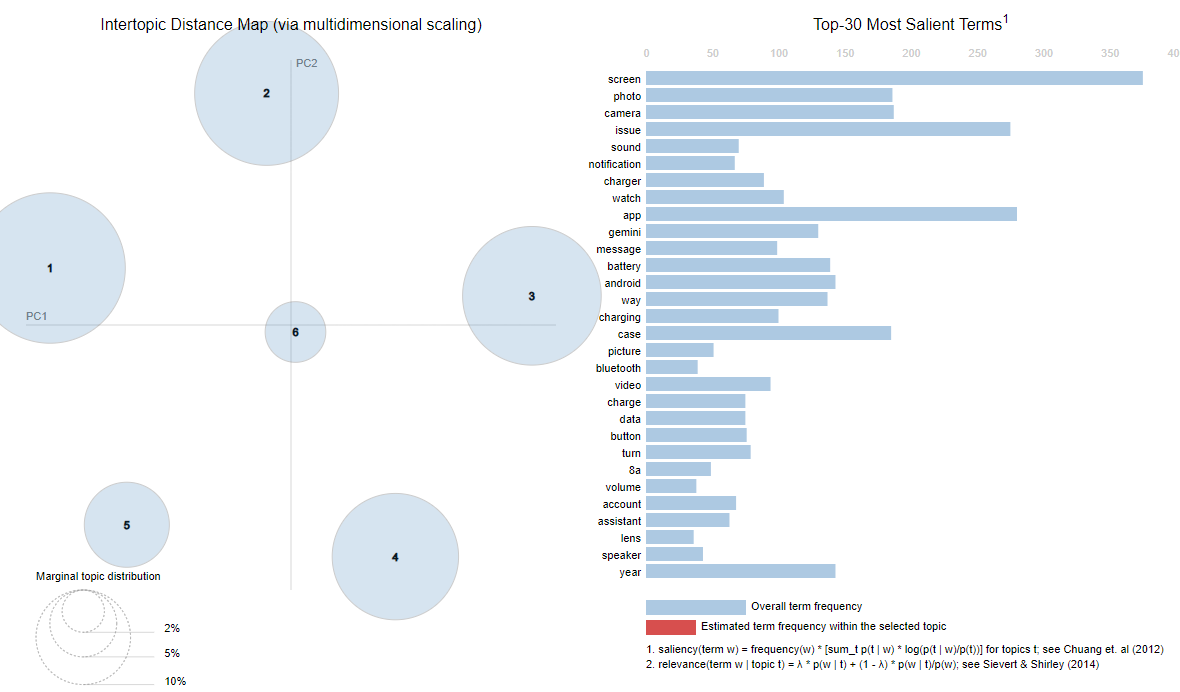 Intertopic Distance Map (via multidimensional scaling)
PC2
2
1
3
PC1
6
5
4
Marginal topic distribution
2%
5%
10%
Top-30 Most Salient Terms1
0 50 100 150 200 250 300 350 40
screen
photo
camera
issue
sound
notification
charger
watch
app
gemini
message
battery
android
way
charging
case
picture
bluetooth
video
charge
data
button
turn
8a
volume
account
assistant
lens
speaker
year
Overall term frequency
Estimated term frequency within the selected topic
1. saliency(term w) = frequency(w) * [sum_t p(t | w) * log(p(t | w)/p(t))] for topics t; see Chuang et. al (2012)
2. relevance(term w | topic t) = λ * p(w | t) + (1 - λ) * p(w | t)/p(w); see Sievert & Shirley (2014)